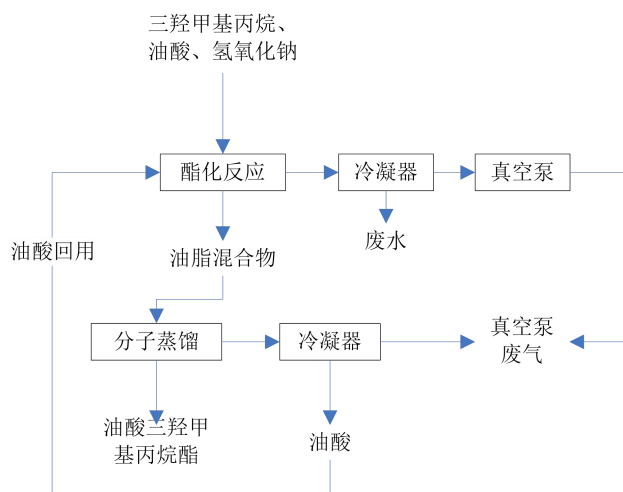 三羟甲基丙烷、
油酸、氢氧化钠
酯化反应
冷凝器
真空泵
废水
油酸回用
油脂混合物
分子蒸馏
冷凝器
真空泵
废气
油酸三羟甲
基丙烷酯
油酸